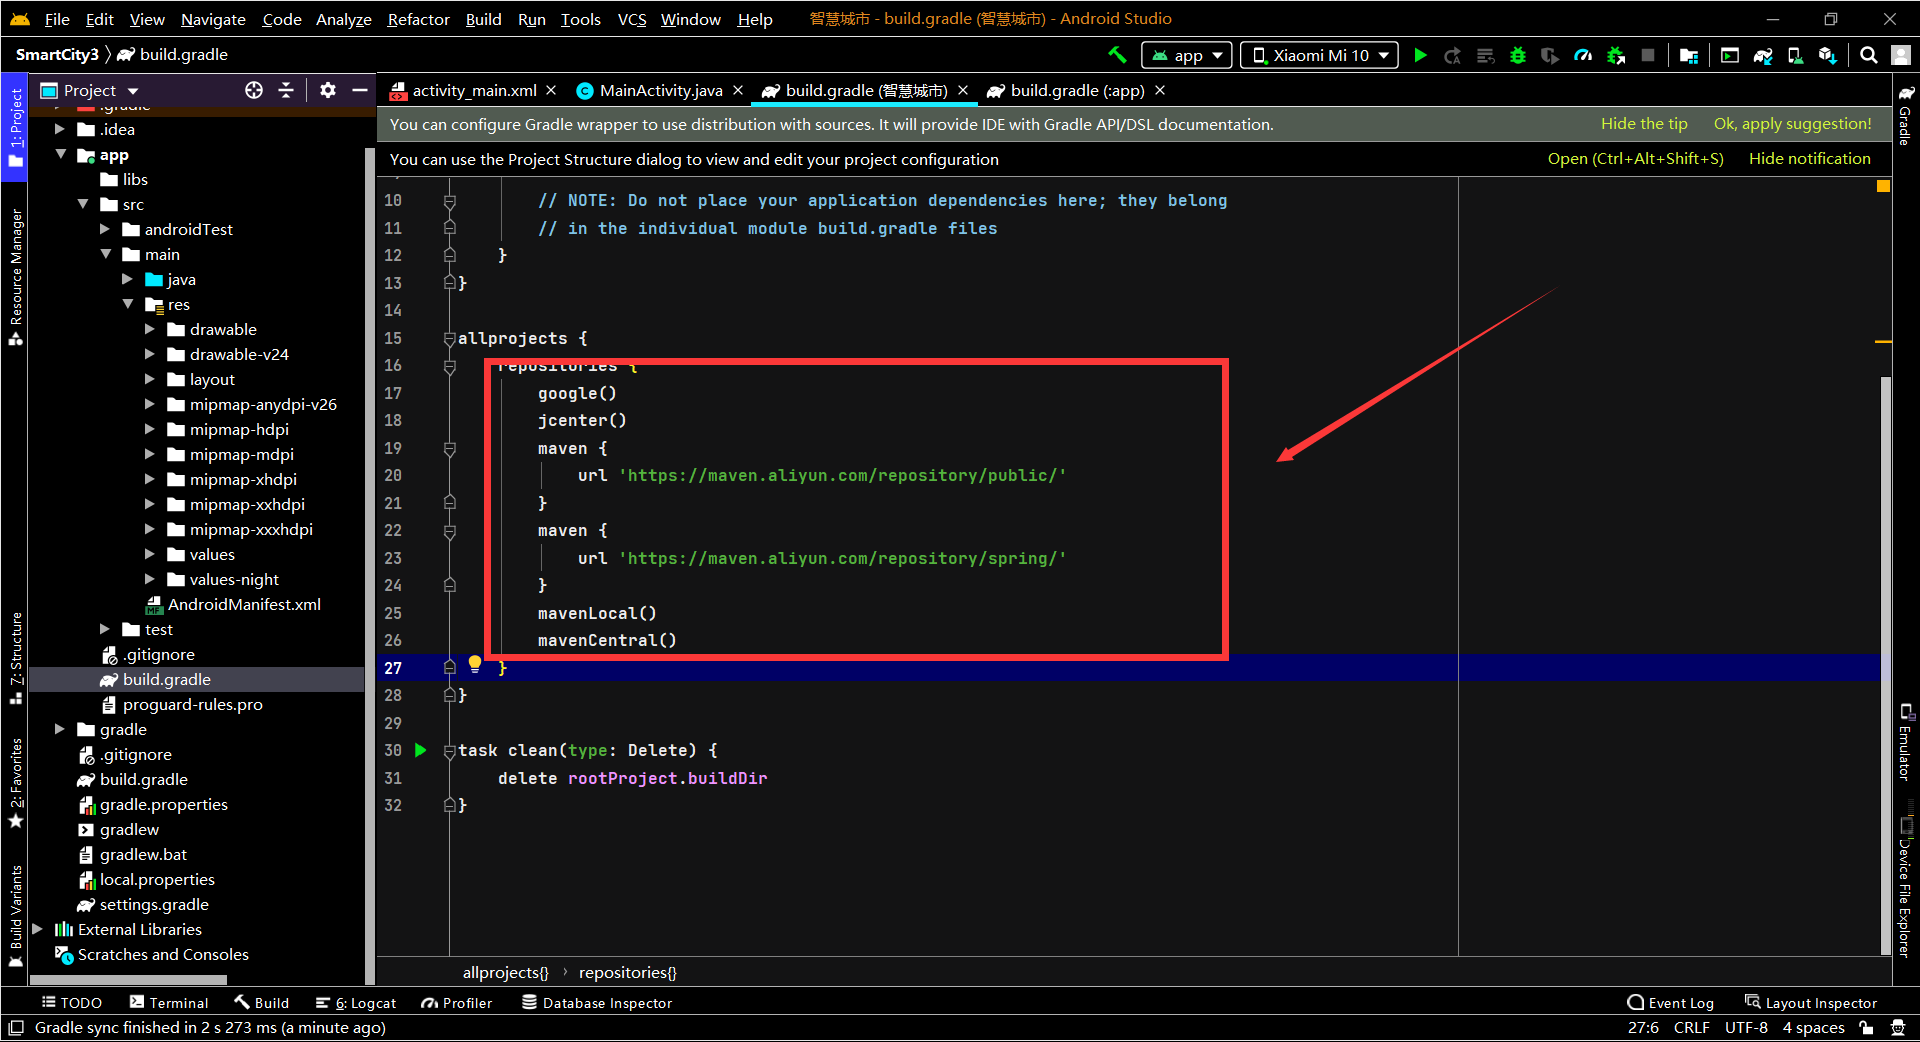 File Edit View Navigate Code Analyze Refactor Build Run Tools VCS Window Help 智慧城市 - build.gradle (智慧城市) - Android Studio
SmartCity3 build.gradle app Xiaomi Mi 10
Project activity_main.xml MainActivity.java build.gradle (智慧城市) build.gradle (:app)
You can configure Gradle wrapper to use distribution with sources. It will provide IDE with Gradle API/DSL documentation. Hide the tip Ok, apply suggestion!
You can use the Project Structure dialog to view and edit your project configuration Open (Ctrl+Alt+Shift+S) Hide notification
1: Project
Resource Manager
7: Structure
2: Favorites
Build Variants
.gradle
.idea
app
libs
src
androidTest
main
java
res
drawable
drawable-v24
layout
mipmap-anydpi-v26
mipmap-hdpi
mipmap-mdpi
mipmap-xhdpi
mipmap-xxhdpi
mipmap-xxxhdpi
values
values-night
AndroidManifest.xml
test
.gitignore
build.gradle
proguard-rules.pro
gradle
.gitignore
build.gradle
gradle.properties
gradlew
gradlew.bat
local.properties
settings.gradle
External Libraries
Scratches and Consoles
10 // NOTE: Do not place your application dependencies here; they belong
11 // in the individual module build.gradle files
12 }
13 }
14
15 allprojects {
16 repositories {
17 google()
18 jcenter()
19 maven {
20 url 'https://maven.aliyun.com/repository/public/'
21 }
22 maven {
23 url 'https://maven.aliyun.com/repository/spring/'
24 }
25 mavenLocal()
26 mavenCentral()
27 }
28 }
29
30 task clean(type: Delete) {
31 delete rootProject.buildDir
32 }
Gradle
Emulator
Device File Explorer
allprojects{} › repositories{}
TODO Terminal Build 6: Logcat Profiler Database Inspector Event Log Layout Inspector
Gradle sync finished in 2 s 273 ms (a minute ago) 27:6 CRLF UTF-8 4 spaces